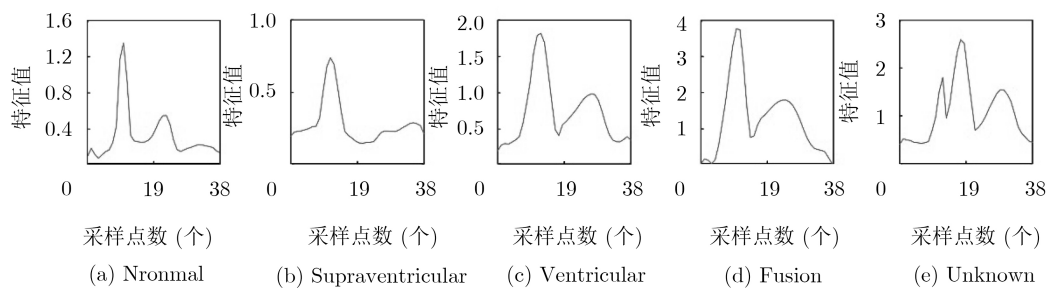 1.6
1.2
0.8
0.4
特征值
0
19
38
采样点数 (个)
(a) Nronmal
1.0
0.5
特征值
0
19
38
采样点数 (个)
(b) Supraventricular
2.0
1.5
1.0
0.5
特征值
0
19
38
采样点数 (个)
(c) Ventricular
4
3
2
1
特征值
0
19
38
采样点数 (个)
(d) Fusion
3
2
1
特征值
0
19
38
采样点数 (个)
(e) Unknown